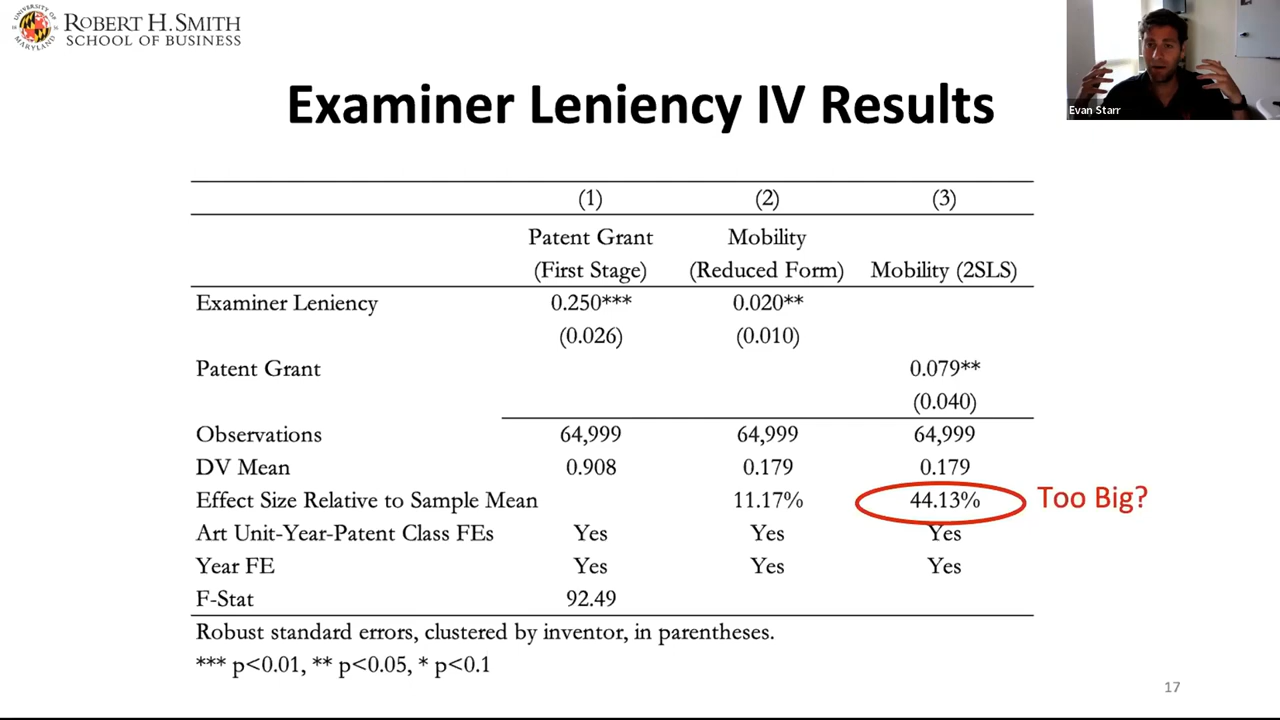 UNIVERSITY OF
MARYLAND
ROBERT H. SMITH
SCHOOL OF BUSINESS
Evan Starr
Examiner Leniency IV Results
(1) (2) (3)
Patent Grant Mobility
(First Stage) (Reduced Form) Mobility (2SLS)
Examiner Leniency 0.250*** 0.020**
(0.026) (0.010)
Patent Grant 0.079**
(0.040)
Observations 64,999 64,999 64,999
DV Mean 0.908 0.179 0.179
Effect Size Relative to Sample Mean 11.17% 44.13% Too Big?
Art Unit-Year-Patent Class FEs Yes Yes Yes
Year FE Yes Yes Yes
F-Stat 92.49
Robust standard errors, clustered by inventor, in parentheses.
*** p<0.01, ** p<0.05, * p<0.1
17